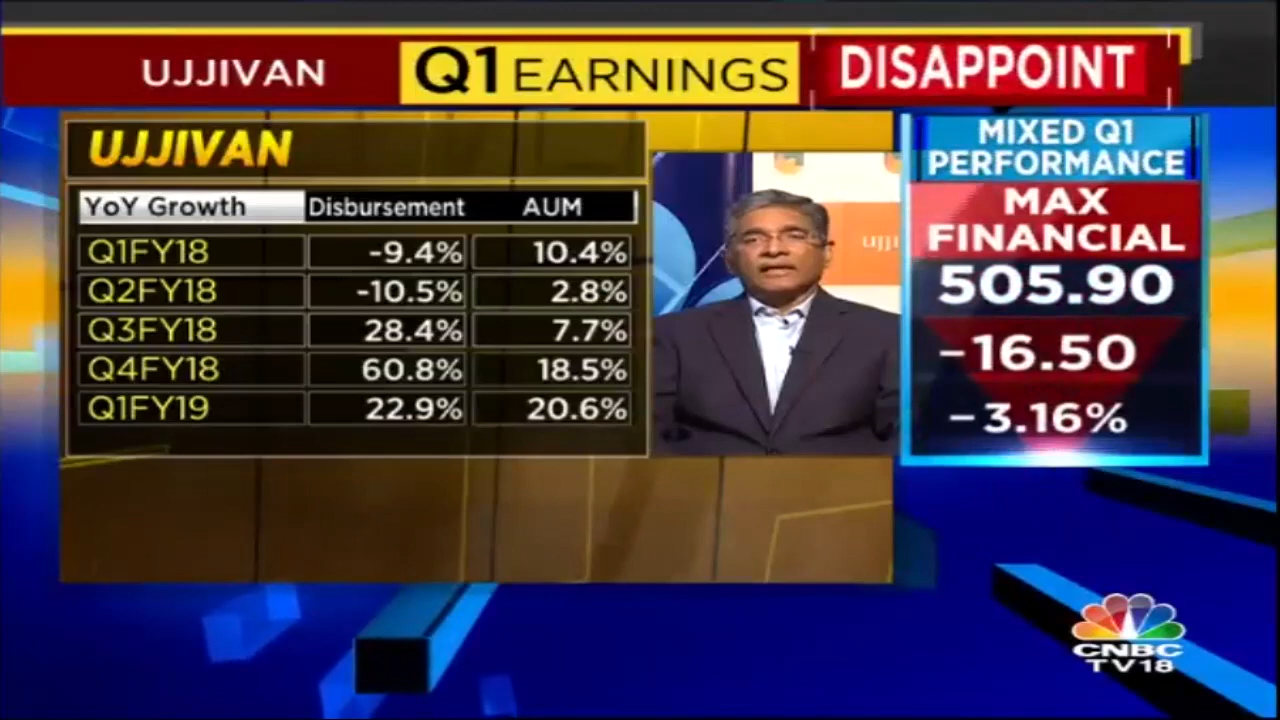 UJJIVAN Q1 EARNINGS DISAPPOINT
UJJIVAN
YoY Growth Disbursement AUM
Q1FY18 -9.4% 10.4%
Q2FY18 -10.5% 2.8%
Q3FY18 28.4% 7.7%
Q4FY18 60.8% 18.5%
Q1FY19 22.9% 20.6%
ujji
MIXED Q1
PERFORMANCE
MAX
FINANCIAL
505.90
-16.50
-3.16%
CNBC
TV18